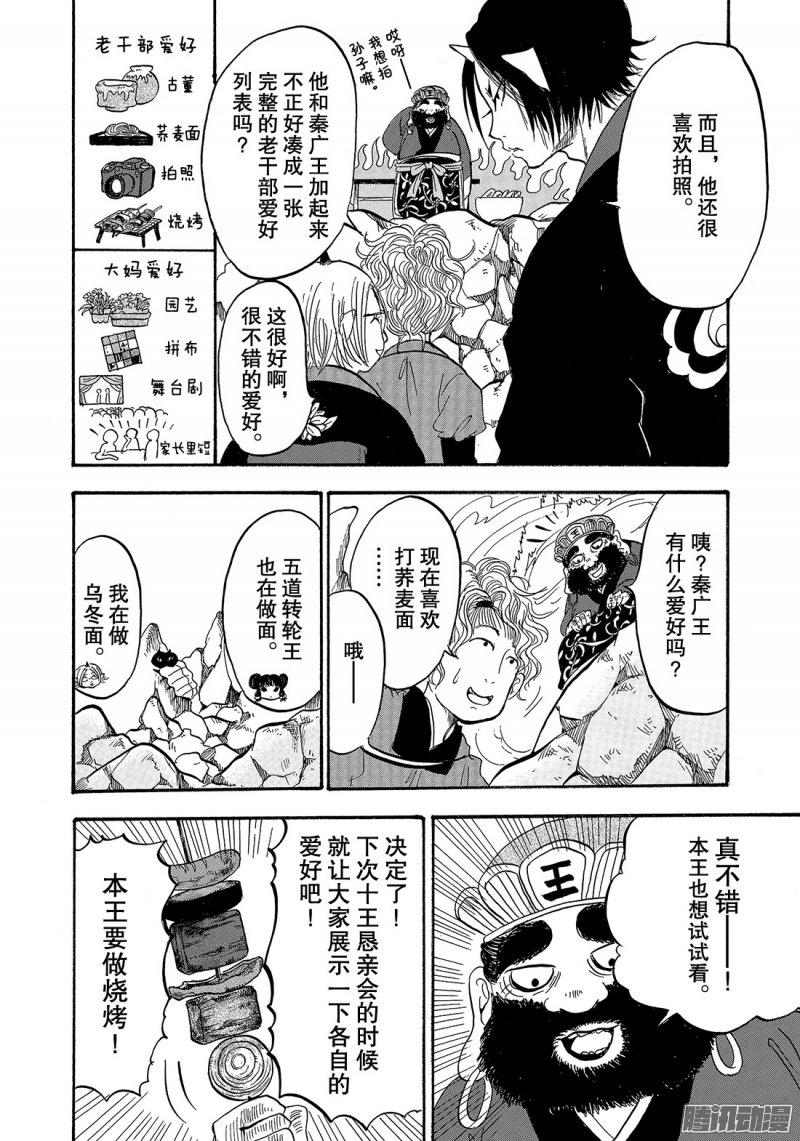 而且，他还很
喜欢拍照。
哎呀——
我想拍
孙子嘛。
他和秦广王加起来
不正好凑成一张
完整的老干部爱好
列表吗？
这很好啊，
很不错的爱好。
老干部爱好
古董
荞麦面
拍照
烧烤
大妈爱好
园艺
拼布
舞台剧
家长里短
咦？秦广王
有什么爱好吗？
现在喜欢
打荞麦面
……
哦——
五道转轮王
也在做面。
我在做
乌冬面。
真不错——！
本王也想试试看。
王
决定了！
下次十王恳亲会的时候
就让大家展示一下各自的
爱好吧！
本王要做烧烤！
腾讯动漫